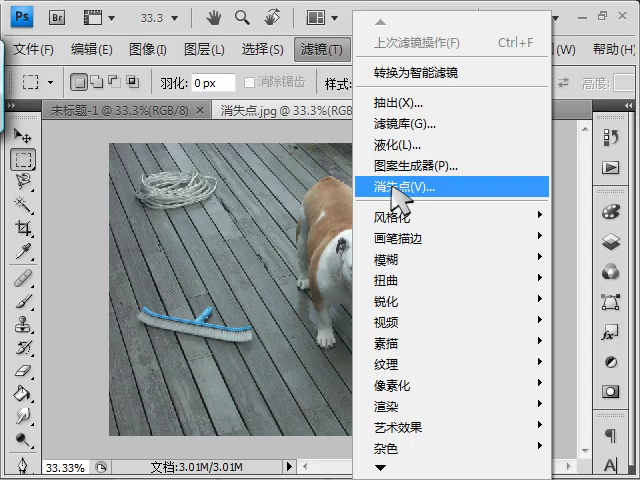 Ps Br 33.3
文件(F) 编辑(E) 图像(I) 图层(L) 选择(S) 滤镜(T) (W) 帮助(H)
羽化: 0 px 消除锯齿 样式: 高度:
未标题-1 @ 33.3%(RGB/8) × 消失点.jpg @ 33.3%(RGB
上次滤镜操作(F) Ctrl+F
转换为智能滤镜
抽出(X)...
滤镜库(G)...
液化(L)...
图案生成器(P)...
消失点(V)...
风格化
画笔描边
模糊
扭曲
锐化
视频
素描
纹理
像素化
渲染
艺术效果
杂色
33.33% 文档:3.01M/3.01M